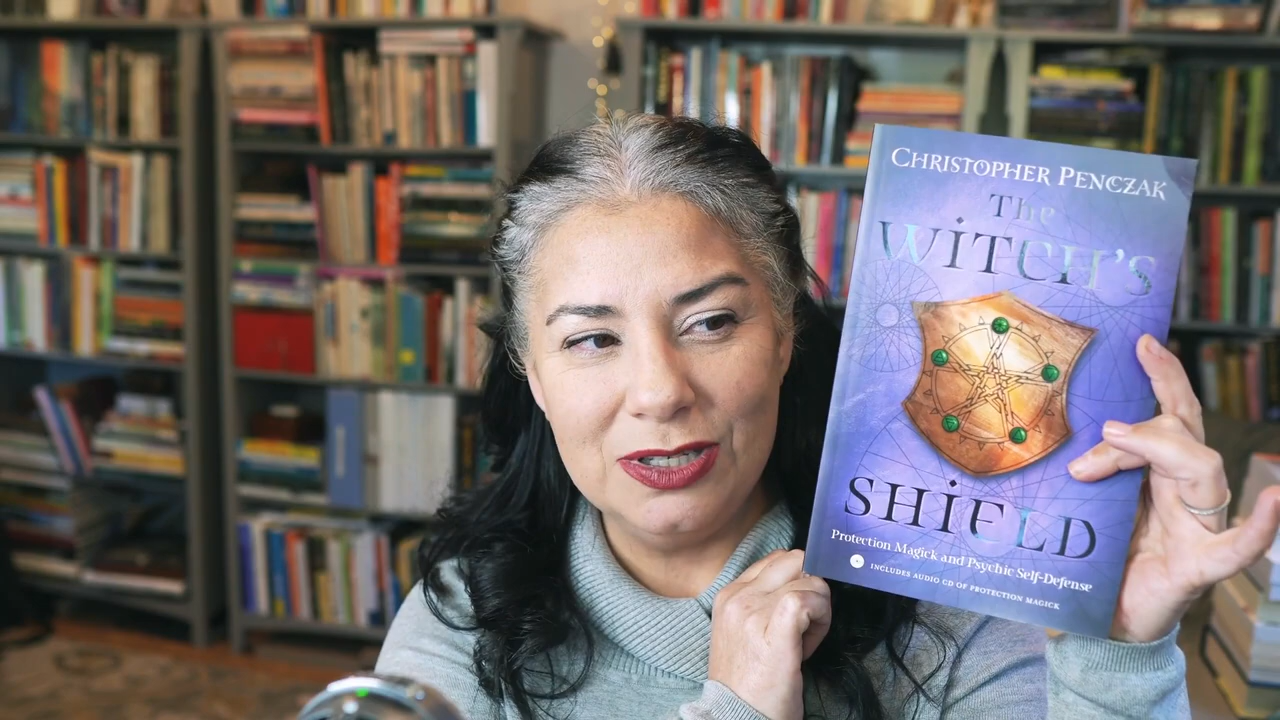 CHRISTOPHER PENCZAK
The
WITCH'S
SHIELD
Protection Magick and Psychic Self-Defense
INCLUDES AUDIO CD OF PROTECTION MAGICK